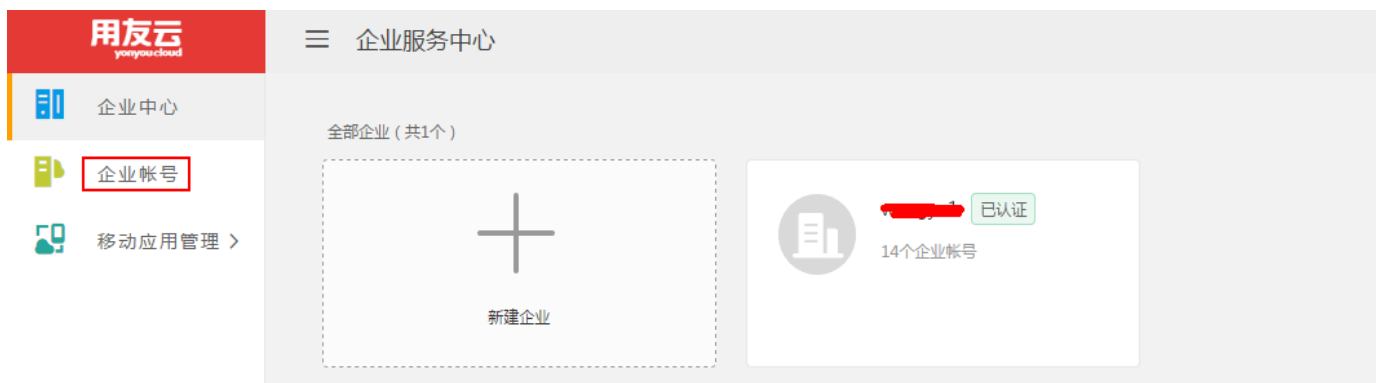 用友云
yonyoucloud
企业服务中心
企业中心
企业帐号
移动应用管理
全部企业（共1个）
新建企业
已认证
14个企业帐号